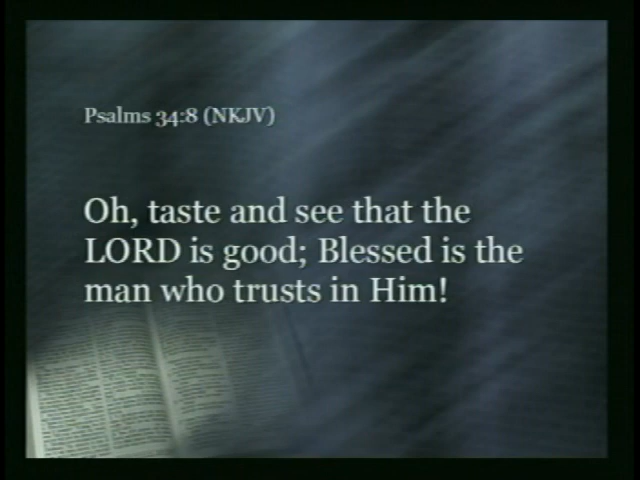 Psalms 34:8 (NKJV)
Oh, taste and see that the
LORD is good; Blessed is the
man who trusts in Him!